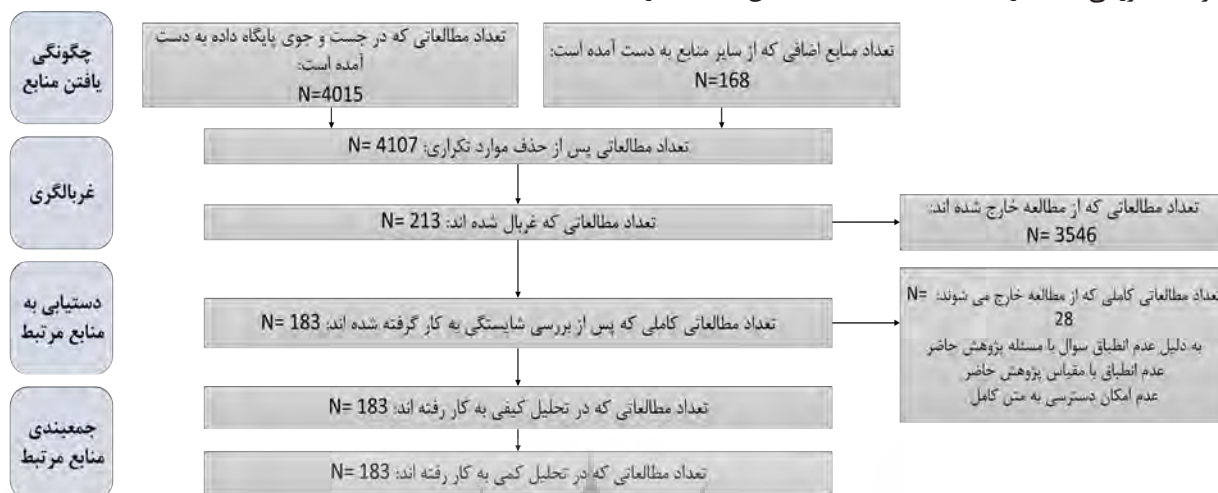 چگونگی
یافتن منابع
تعداد مطالعاتی که در جست و جوی پایگاه داده به دست
آمده است:
N=4015
تعداد منابع اضافی که از سایر منابع به دست آمده است:
N=168
تعداد مطالعاتی پس از حذف موارد تکراری: N= 4107
غربالگری
تعداد مطالعاتی که غربال شده اند: N= 213
تعداد مطالعاتی که از مطالعه خارج شده اند:
N= 3546
دستیابی به
منابع مرتبط
تعداد مطالعاتی کاملی که پس از بررسی شایستگی به کار گرفته شده اند: N= 183
تعداد مطالعاتی کاملی که از مطالعه خارج می شوند: N=
28
به دلیل عدم انطباق سوال با مسئله پژوهش حاضر
عدم انطباق با مقیاس پژوهش حاضر
عدم امکان دسترسی به متن کامل
جمعبندی
منابع مرتبط
تعداد مطالعاتی که در تحلیل کیفی به کار رفته اند: N= 183
تعداد مطالعاتی که در تحلیل کمی به کار رفته اند: N= 183